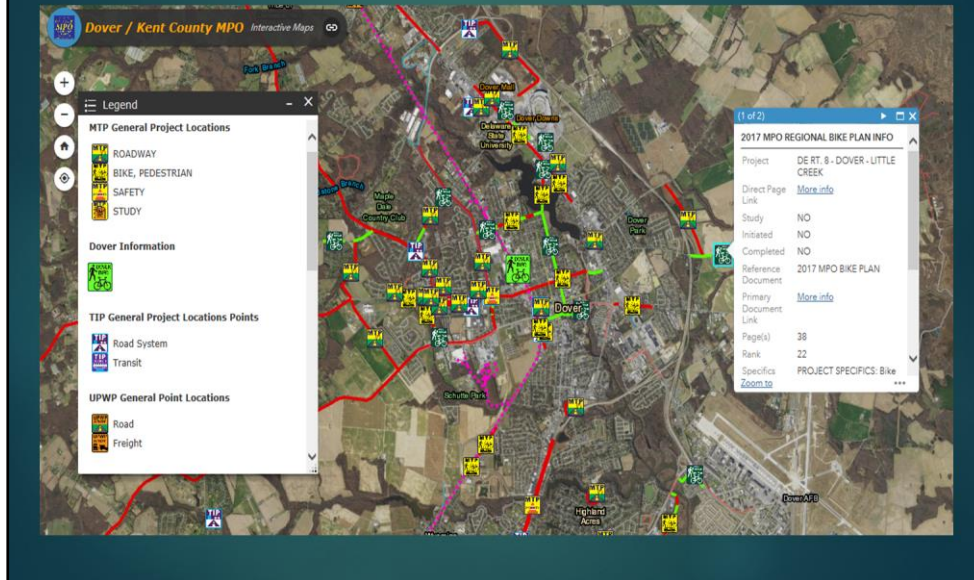 MPO
Dover / Kent County MPO Interactive Maps
Fork Branch
Legend
MTP General Project Locations
ROADWAY
BIKE, PEDESTRIAN
SAFETY
STUDY
Dover Information
TIP General Project Locations Points
TIP
Road System
TIP
Transit
UPWP General Point Locations
Road
Freight
Dover Mall
Dover Downs
Delaware
State
University
Maple
Dale
Country Club
Dover
Park
Dover
Schutte Park
Highland
Acres
Dover AFB
(1 of 2)
2017 MPO REGIONAL BIKE PLAN INFO
Project DE RT. 8 - DOVER - LITTLE
CREEK
Direct Page More info
Link
Study NO
Initiated NO
Completed NO
Reference 2017 MPO BIKE PLAN
Document
Primary More info
Document
Link
Page(s) 38
Rank 22
Specifics PROJECT SPECIFICS: Bike
Zoom to